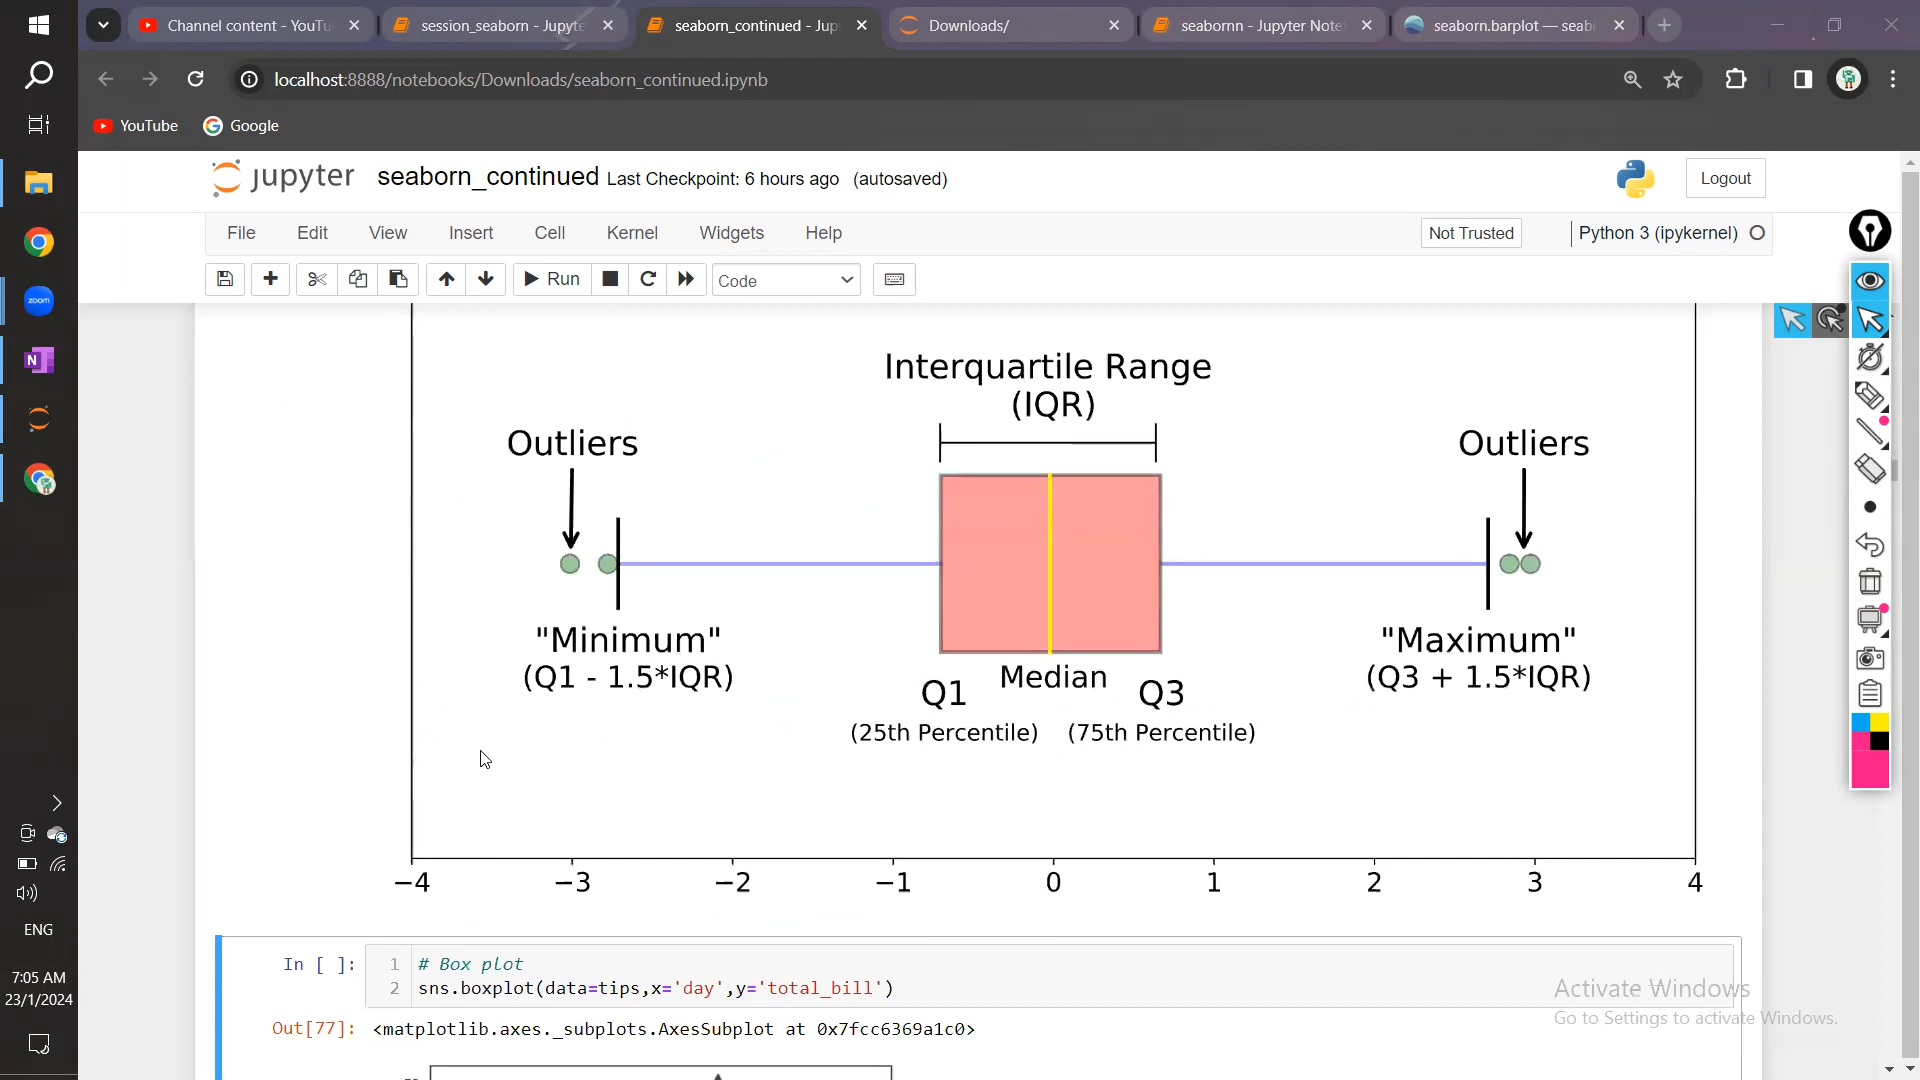 Channel content - YouTu
session_seaborn - Jupyte
seaborn_continued - Jup
Downloads/
seabornn - Jupyter Note
seaborn.barplot — seab
localhost:8888/notebooks/Downloads/seaborn_continued.ipynb
YouTube
Google
jupyter
seaborn_continued Last Checkpoint: 6 hours ago (autosaved)
Logout
File Edit View Insert Cell Kernel Widgets Help
Not Trusted
Python 3 (ipykernel)
Run
Code
zoom
N
Interquartile Range
(IQR)
Outliers
Outliers
"Minimum"
(Q1 - 1.5*IQR)
Q1
Median
Q3
"Maximum"
(Q3 + 1.5*IQR)
(25th Percentile)
(75th Percentile)
−4 −3 −2 −1 0 1 2 3 4
In [ ]:
1 # Box plot
2 sns.boxplot(data=tips,x='day',y='total_bill')
Out[77]: <matplotlib.axes._subplots.AxesSubplot at 0x7fcc6369a1c0>
Activate Windows
Go to Settings to activate Windows.
ENG
7:05 AM
23/1/2024